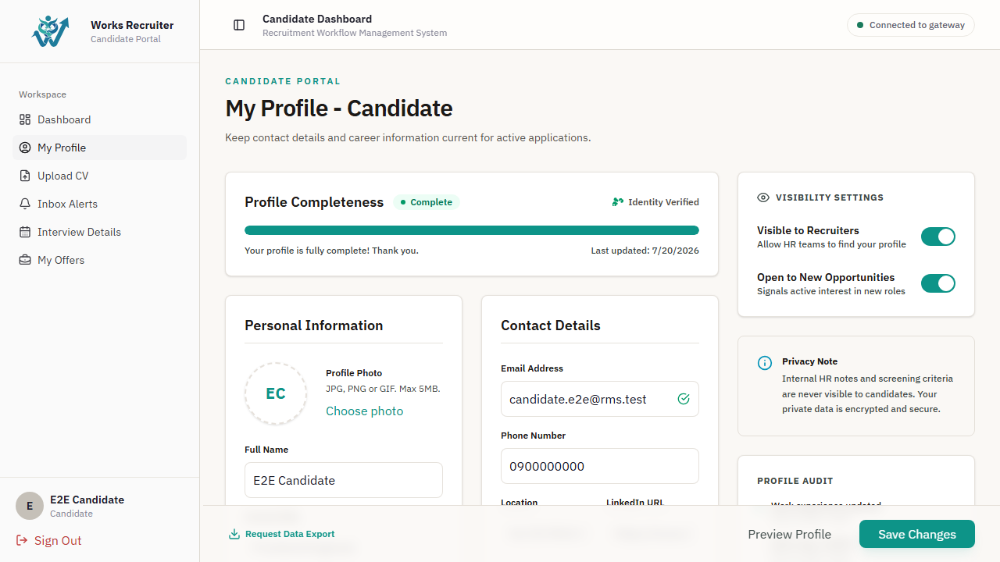 Works Recruiter
Candidate Portal
Workspace
Dashboard
My Profile
Upload CV
Inbox Alerts
Interview Details
My Offers
E
E2E Candidate
Candidate
Sign Out
Candidate Dashboard
Recruitment Workflow Management System
Connected to gateway
CANDIDATE PORTAL
My Profile - Candidate
Keep contact details and career information current for active applications.
Profile Completeness
Complete
Identity Verified
Your profile is fully complete! Thank you.
Last updated: 7/20/2026
Personal Information
EC
Profile Photo
JPG, PNG or GIF. Max 5MB.
Choose photo
Full Name
E2E Candidate
Contact Details
Email Address
candidate.e2e@rms.test
Phone Number
0900000000
Location
LinkedIn URL
VISIBILITY SETTINGS
Visible to Recruiters
Allow HR teams to find your profile
Open to New Opportunities
Signals active interest in new roles
Privacy Note
Internal HR notes and screening criteria
are never visible to candidates. Your
private data is encrypted and secure.
PROFILE AUDIT
Work experience updated
Request Data Export
Preview Profile
Save Changes